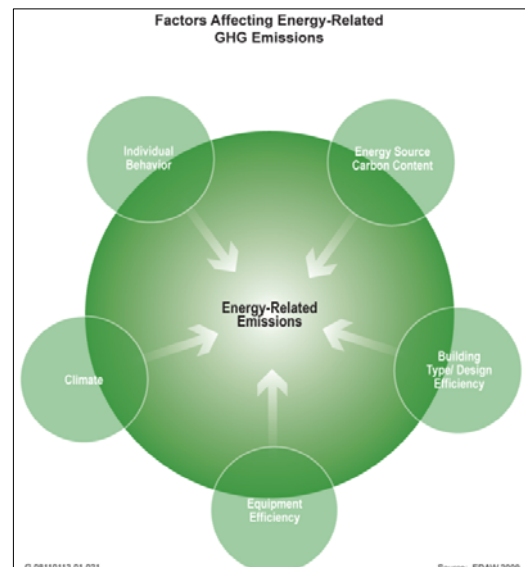 Factors Affecting Energy-Related
GHG Emissions
Individual
Behavior
Energy Source
Carbon Content
Energy-Related
Emissions
Climate
Building
Type/ Design
Efficiency
Equipment
Efficiency